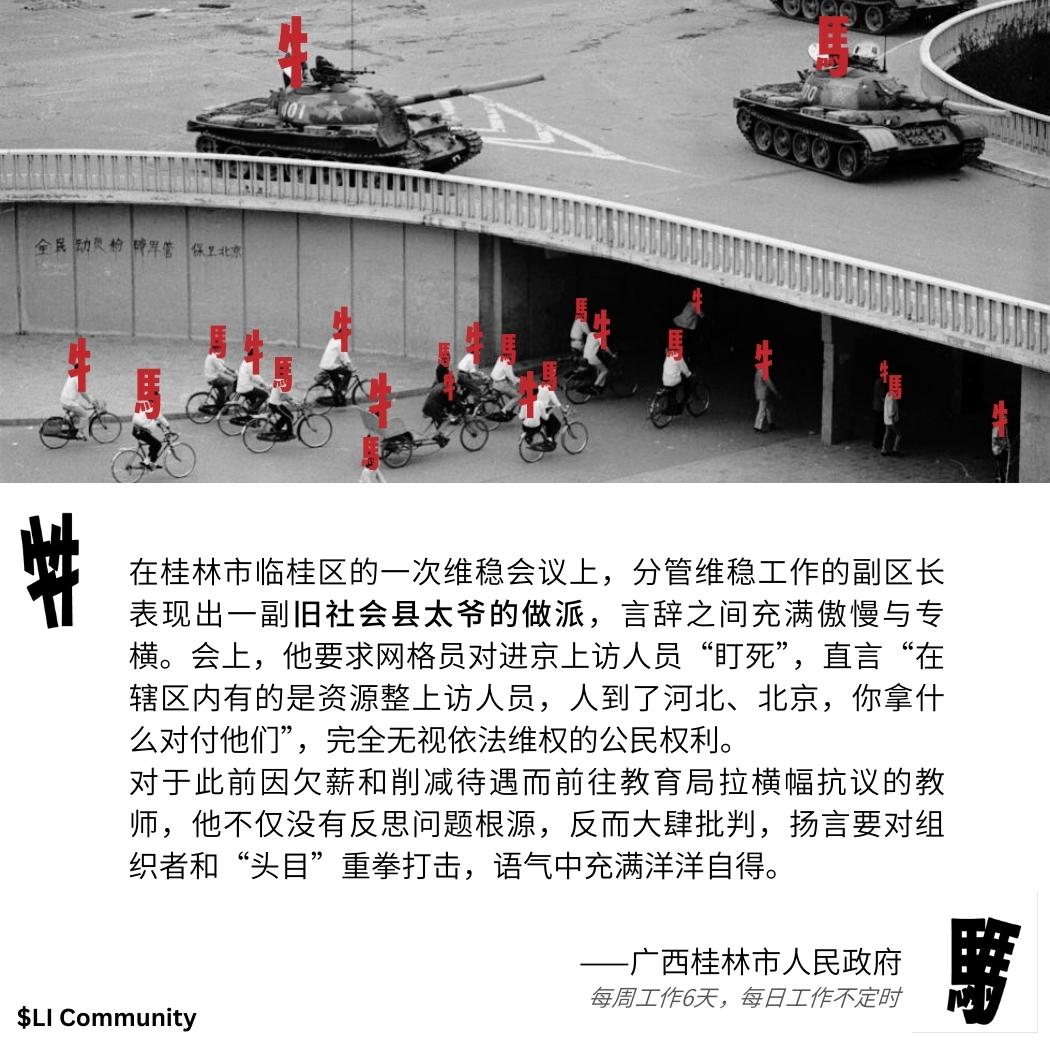 牛
馬
401
全民
保卫北京
馬
牛
牛
馬
牛
馬
牛
馬
牛
馬
牛
馬
牛
馬
牛
馬
牛
馬
牛
牛
馬
牛
在桂林市临桂区的一次维稳会议上，分管维稳工作的副区长
表现出一副旧社会县太爷的做派，言辞之间充满傲慢与专
横。会上，他要求网格员对进京上访人员“盯死”，直言“在
辖区内有的是资源整上访人员，人到了河北、北京，你拿什
么对付他们”，完全无视依法维权的公民权利。
对于此前因欠薪和削减待遇而前往教育局拉横幅抗议的教
师，他不仅没有反思问题根源，反而大肆批判，扬言要对组
织者和“头目”重拳打击，语气中充满洋洋自得。
——广西桂林市人民政府
每周工作6天，每日工作不定时
$LI Community